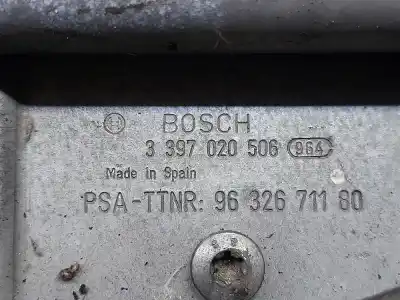 BOSCH
3 397 020 506 964
Made in Spain
PSA-TTNR: 96 326 711 80